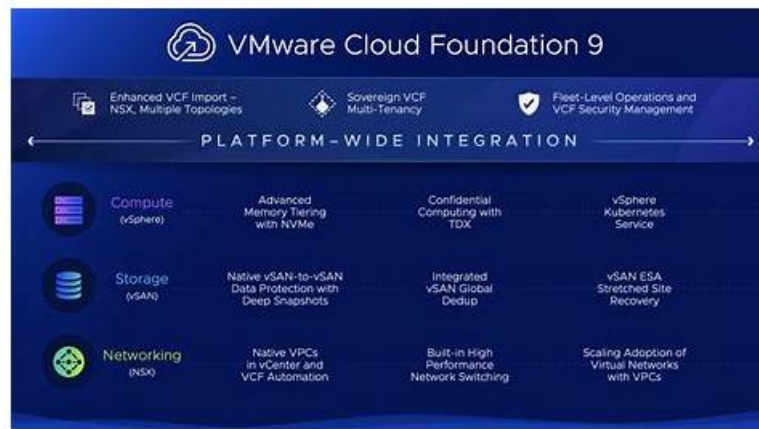 VMware Cloud Foundation 9
Enhanced VCF Import –
NSX, Multiple Topologies
Sovereign VCF
Multi-Tenancy
Fleet-Level Operations and
VCF Security Management
PLATFORM-WIDE INTEGRATION
Compute
(vSphere)
Advanced
Memory Tiering
with NVMe
Confidential
Computing with
TDX
vSphere
Kubernetes
Service
Storage
(vSAN)
Native vSAN-to-vSAN
Data Protection with
Deep Snapshots
Integrated
vSAN Global
Dedup
vSAN ESA
Stretched Site
Recovery
Networking
(NSX)
Native VPCs
in vCenter and
VCF Automation
Built-in High
Performance
Network Switching
Scaling Adoption of
Virtual Networks
with VPCs